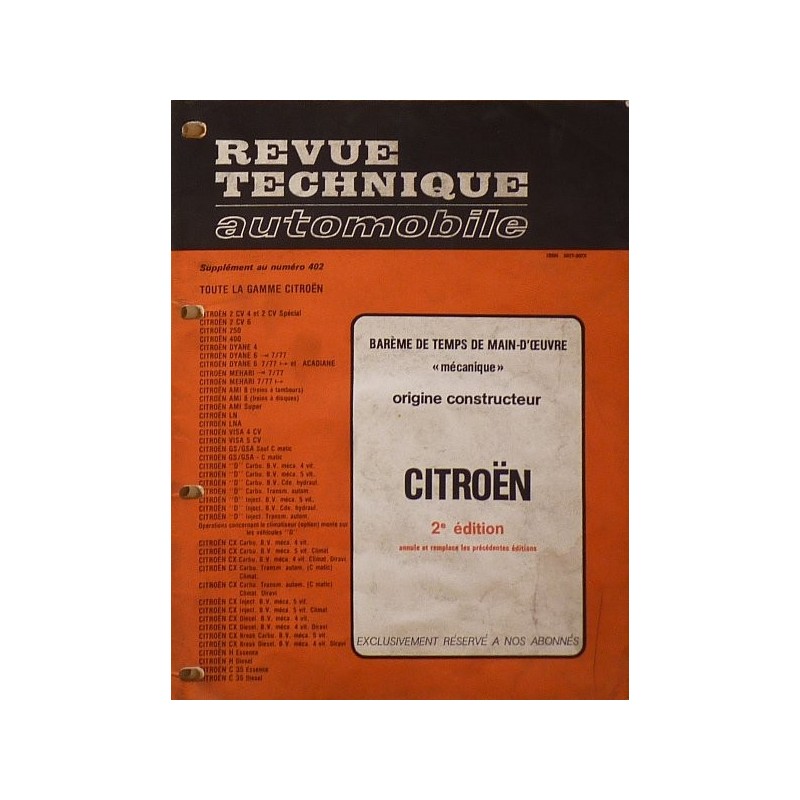 REVUE
TECHNIQUE
automobile
Supplément au numéro 402
TOUTE LA GAMME CITROËN
CITROËN 2 CV 4 et 2 CV Spécial
CITROËN 2 CV 6
CITROËN 250
CITROËN 400
CITROËN DYANE 4
CITROËN DYANE 6 → 7/77
CITROËN DYANE 6 7/77 ↦ et ACADIANE
CITROËN MEHARI → 7/77
CITROËN MEHARI 7/77 ↦
CITROËN AMI 8 (freins à tambours)
CITROËN AMI 8 (freins à disques)
CITROËN AMI Super
CITROËN LN
CITROËN LNA
CITROËN VISA 4 CV
CITROËN VISA 5 CV
CITROËN GS/GSA Sauf C matic
CITROËN GS/GSA - C matic
CITROËN "D" Carbu. B.V. méca. 4 vit.
CITROËN "D" Carbu. B.V. méca. 5 vit.
CITROËN "D" Carbu. B.V. Cde. hydraul.
CITROËN "D" Carbu. Transm. autom.
CITROËN "D" Inject. B.V. méca. 5 vit.
CITROËN "D" Inject. B.V. Cde. hydraul.
CITROËN "D" Inject. Transm. autom.
Opérations concernant le climatiseur (option) monté sur
les véhicules "D"
CITROËN CX Carbu. B.V. méca. 4 vit.
CITROËN CX Carbu. B.V. méca. 5 vit. Climat
CITROËN CX Carbu. B.V. méca. 4 vit. Climat. Diravi
CITROËN CX Carbu. Transm. autom. (C matic)
Climat.
CITROËN CX Carbu. Transm. autom. (C matic)
Climat. Diravi
CITROËN CX Inject. B.V. méca. 5 vit.
CITROËN CX Inject. B.V. méca. 5 vit. Climat
CITROËN CX Diesel. B.V. méca. 4 vit.
CITROËN CX Diesel. B.V. méca. 4 vit. Diravi
CITROËN CX Break Carbu. B.V. méca. 5 vit.
CITROËN CX Break Diesel. B.V. méca. 4 vit. Diravi
CITROËN H Essence
CITROËN H Diesel
CITROËN C 35 Essence
CITROËN C 35 Diesel
BARÈME DE TEMPS DE MAIN-D'ŒUVRE
«mécanique»
origine constructeur
CITROËN
2e édition
annule et remplace les précédentes éditions
EXCLUSIVEMENT RÉSERVÉ A NOS ABONNÉS